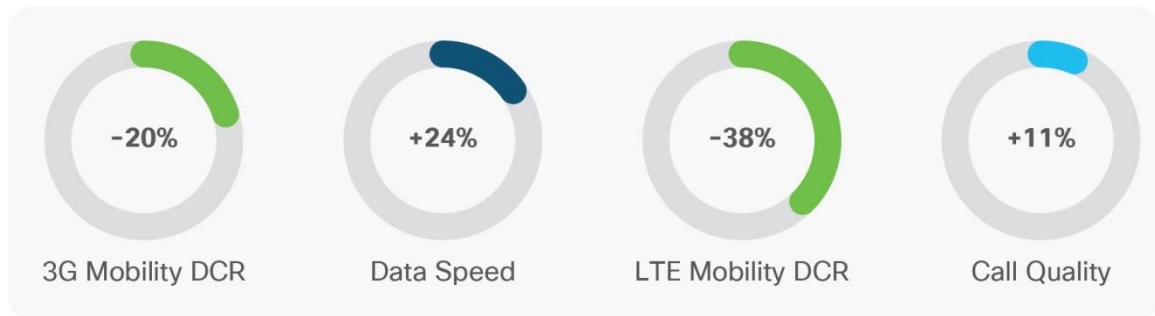 -20%
+24%
-38%
+11%
3G Mobility DCR
Data Speed
LTE Mobility DCR
Call Quality